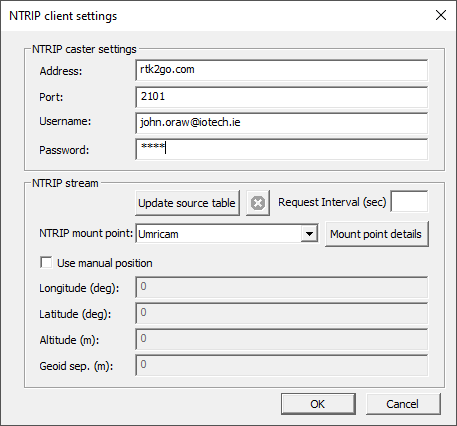 NTRIP client settings
NTRIP caster settings
Address: rtk2go.com
Port: 2101
Username: john.oraw@iotech.ie
Password: ****
NTRIP stream
Update source table Request Interval (sec)
NTRIP mount point: Umricam Mount point details
Use manual position
Longitude (deg): 0
Latitude (deg): 0
Altitude (m): 0
Geoid sep. (m): 0
OK Cancel